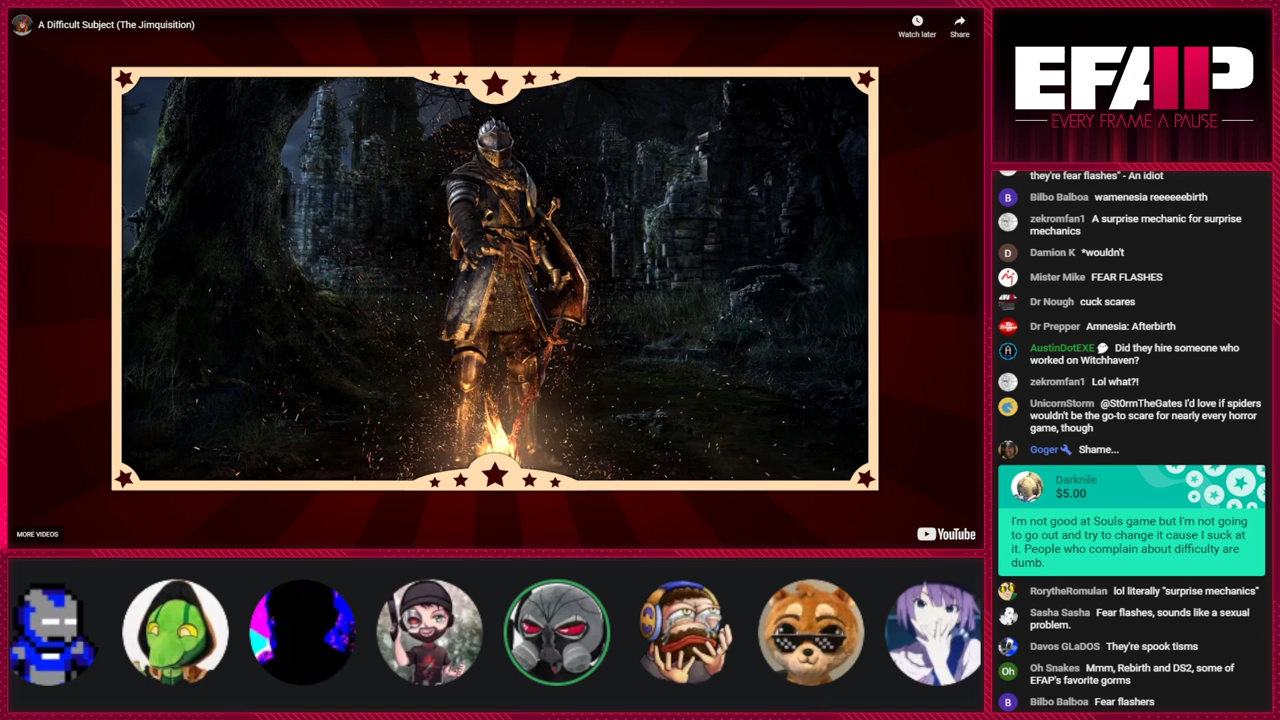 A Difficult Subject (The Jimquisition)
Watch later
Share
MORE VIDEOS
YouTube
EFAP
EVERY FRAME A PAUSE
they're fear flashes" - An idiot
B Bilbo Balboa wamenesia reeeeeebirth
zekromfan1 A surprise mechanic for surprise
mechanics
D Damion K *wouldn't
Mister Mike FEAR FLASHES
Dr Nough cuck scares
Dr Prepper Amnesia: Afterbirth
AustinDotEXE Did they hire someone who
worked on Witchhaven?
zekromfan1 Lol what?!
UnicornStorm @St0rmTheGates I'd love if spiders
wouldn't be the go-to scare for nearly every horror
game, though
Goger Shame...
Darknile
$5.00
I'm not good at Souls game but I'm not going
to go out and try to change it cause I suck at
it. People who complain about difficulty are
dumb.
RorytheRomulan lol literally "surprise mechanics"
Sasha Sasha Fear flashes, sounds like a sexual
problem.
Davos GLaDOS They're spook tisms
Oh Oh Snakes Mmm, Rebirth and DS2, some of
EFAP's favorite gorms
B Bilbo Balboa Fear flashers